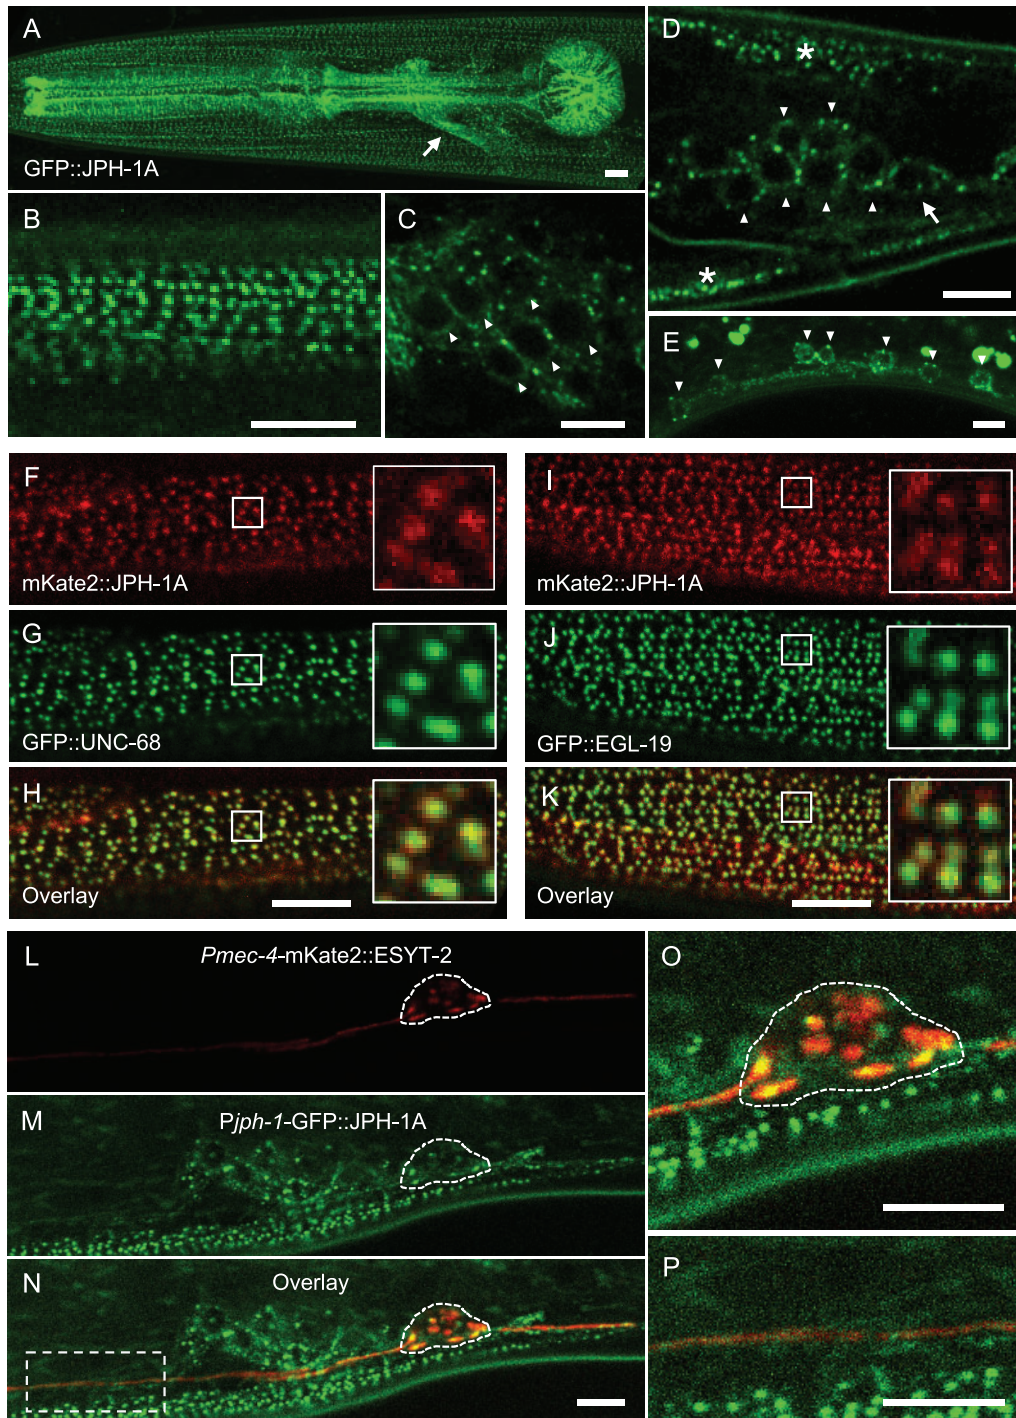 A
GFP::JPH-1A
B
C
D
*
*
E
F
mKate2::JPH-1A
G
GFP::UNC-68
H
Overlay
I
mKate2::JPH-1A
J
GFP::EGL-19
K
Overlay
L
Pmec-4-mKate2::ESYT-2
M
Pjph-1-GFP::JPH-1A
N
Overlay
O
P